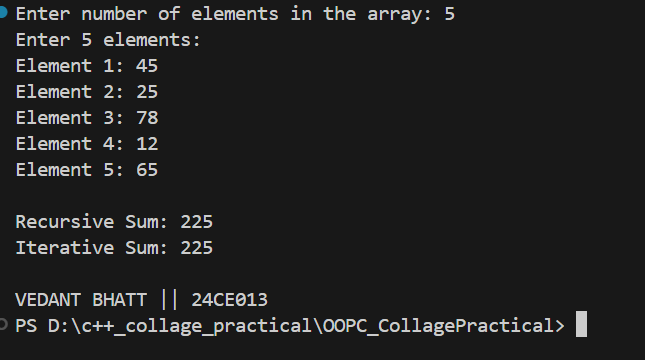 Enter number of elements in the array: 5
Enter 5 elements:
Element 1: 45
Element 2: 25
Element 3: 78
Element 4: 12
Element 5: 65
Recursive Sum: 225
Iterative Sum: 225
VEDANT BHATT || 24CE013
PS D:\c++_collage_practical\OOPC_CollagePractical>